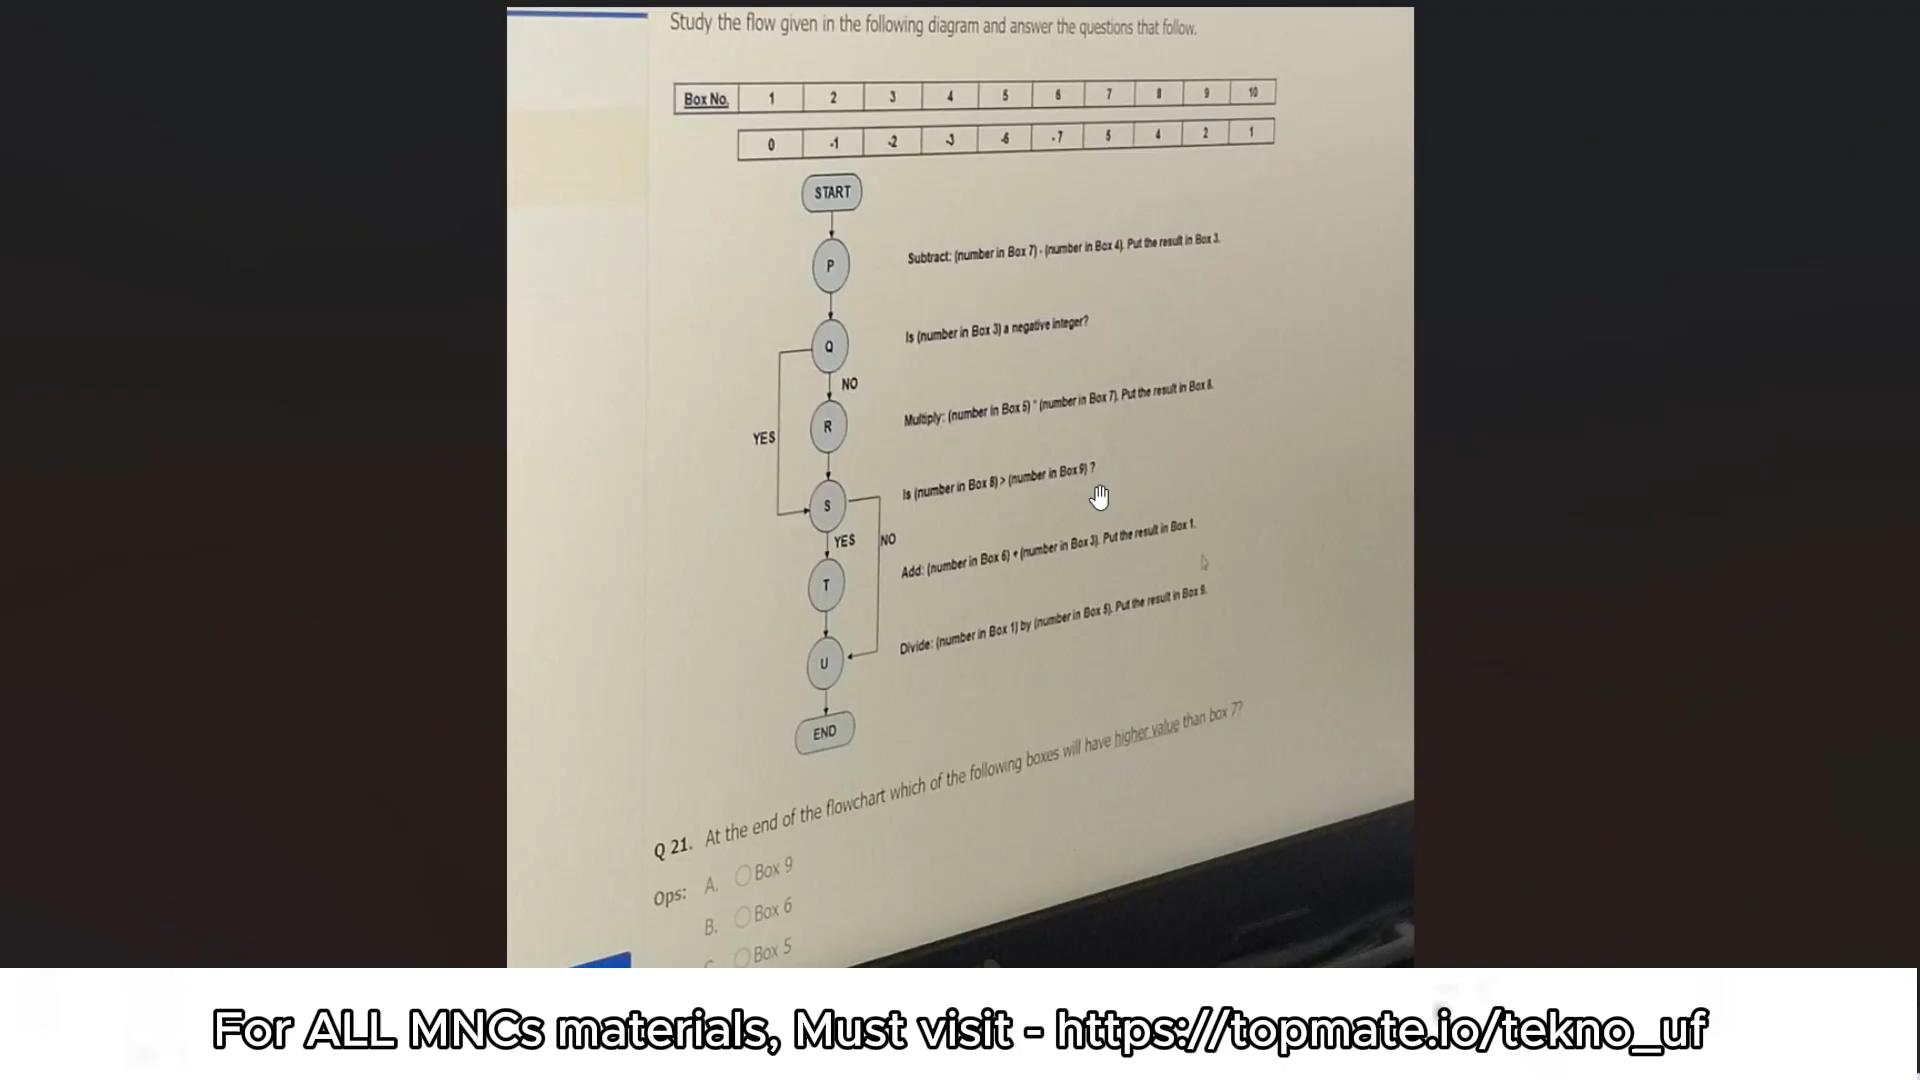 Study the flow given in the following diagram and answer the questions that follow.
Box No. 1 2 3 4 5 6 7 8 9 10
0 -1 -2 -3 -6 -7 5 4 2 1
START
P Subtract: (number in Box 7) - (number in Box 4). Put the result in Box 3.
Q Is (number in Box 3) a negative integer?
NO
R Multiply: (number in Box 5) * (number in Box 7). Put the result in Box 8.
YES
S Is (number in Box 8) > (number in Box 9) ?
YES NO
T Add: (number in Box 6) + (number in Box 3). Put the result in Box 1.
U Divide: (number in Box 1) by (number in Box 5). Put the result in Box 9.
END
Q 21. At the end of the flowchart which of the following boxes will have higher value than box 7?
Ops: A. Box 9
B. Box 6
C Box 5
For ALL MNCs materials, Must visit - https://topmate.io/tekno_uf